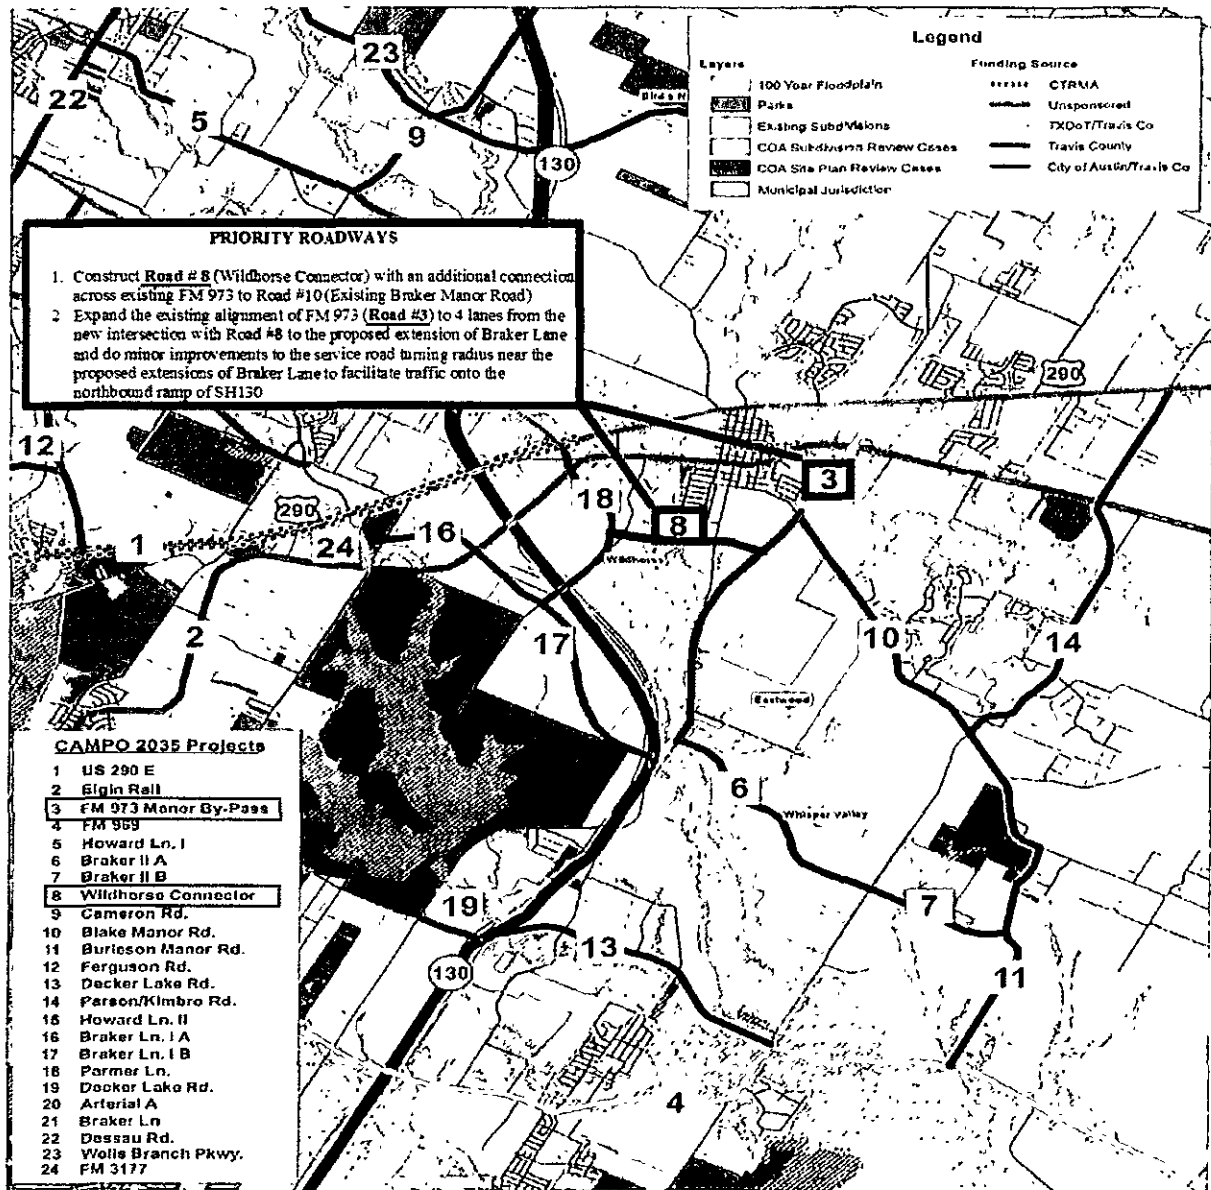 Legend
Layers
100 Year Floodplain
Parks
Existing SubdVisions
COA Subdivision Review Cases
COA Site Plan Review Cases
Municipal Jurisdiction
Funding Source
CTRMA
Unsponsored
TXDoT/Travis Co
Travis County
City of Austin/Travis Co
22
23
5
9
130
PRIORITY ROADWAYS
1. Construct Road # 8 (Wildhorse Connector) with an additional connection
across existing FM 973 to Road #10 (Existing Braker Manor Road)
2 Expand the existing alignment of FM 973 (Road #3) to 4 lanes from the
new intersection with Road #8 to the proposed extension of Braker Lane
and do minor improvements to the service road turning radius near the
proposed extensions of Braker Lane to facilitate traffic onto the
northbound ramp of SH130
290
12
3
290
18
8
1
24
16
Wildhorse
2
17
10
14
Eastwood
6
Whisper Valley
7
19
13
130
11
4
CAMPO 2035 Projects
1 US 290 E
2 Elgin Rail
3 FM 973 Manor By-Pass
4 FM 969
5 Howard Ln. I
6 Braker II A
7 Braker II B
8 Wildhorse Connector
9 Cameron Rd.
10 Blake Manor Rd.
11 Burleson Manor Rd.
12 Ferguson Rd.
13 Decker Lake Rd.
14 Parson/Kimbro Rd.
15 Howard Ln. II
16 Braker Ln. I A
17 Braker Ln. I B
18 Parmer Ln.
19 Decker Lake Rd.
20 Arterial A
21 Braker Ln
22 Dessau Rd.
23 Wells Branch Pkwy.
24 FM 3177